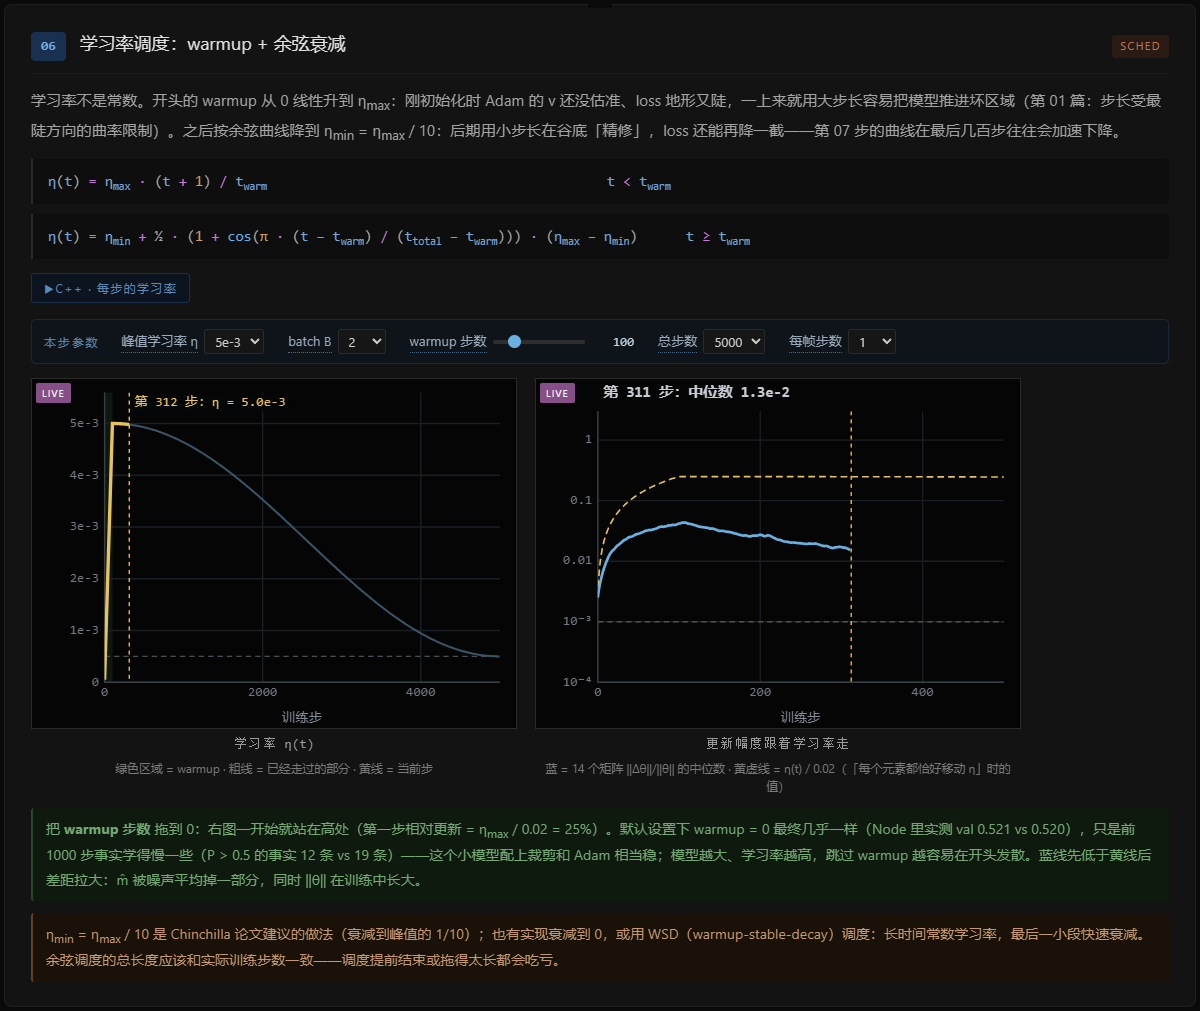 06 学习率调度：warmup + 余弦衰减 SCHED
学习率不是常数。开头的 warmup 从 0 线性升到 ηmax：刚初始化时 Adam 的 v 还没估准、loss 地形又陡，一上来就用大步长容易把模型推进坏区域（第 01 篇：步长受最
陡方向的曲率限制）。之后按余弦曲线降到 ηmin = ηmax / 10：后期用小步长在谷底「精修」，loss 还能再降一截——第 07 步的曲线在最后几百步往往会加速下降。
η(t) = ηmax · (t + 1) / twarm t < twarm
η(t) = ηmin + ½ · (1 + cos(π · (t − twarm) / (ttotal − twarm))) · (ηmax − ηmin) t ≥ twarm
▶C++ · 每步的学习率
本步参数 峰值学习率 η 5e-3 batch B 2 warmup 步数 100 总步数 5000 每帧步数 1
LIVE
第 312 步: η = 5.0e-3
5e-3
4e-3
3e-3
2e-3
1e-3
0
0 2000 4000
训练步
学习率 η(t)
绿色区域 = warmup · 粗线 = 已经走过的部分 · 黄线 = 当前步
LIVE
第 311 步: 中位数 1.3e-2
1
0.1
0.01
10⁻³
10⁻⁴
0 200 400
训练步
更新幅度跟着学习率走
蓝 = 14 个矩阵 ||Δθ||/||θ|| 的中位数 · 黄虚线 = η(t) / 0.02（「每个元素都恰好移动 η」时的
值）
把 warmup 步数 拖到 0：右图一开始就站在高处（第一步相对更新 = ηmax / 0.02 = 25%）。默认设置下 warmup = 0 最终几乎一样（Node 里实测 val 0.521 vs 0.520），只是前
1000 步事实学得慢一些（P > 0.5 的事实 12 条 vs 19 条）——这个小模型配上裁剪和 Adam 相当稳；模型越大、学习率越高，跳过 warmup 越容易在开头发散。蓝线先低于黄线后
差距拉大：m̂ 被噪声平均掉一部分，同时 ||θ|| 在训练中长大。
ηmin = ηmax / 10 是 Chinchilla 论文建议的做法（衰减到峰值的 1/10）；也有实现衰减到 0，或用 WSD（warmup-stable-decay）调度：长时间常数学习率，最后一小段快速衰减。
余弦调度的总长度应该和实际训练步数一致——调度提前结束或拖得太长都会吃亏。